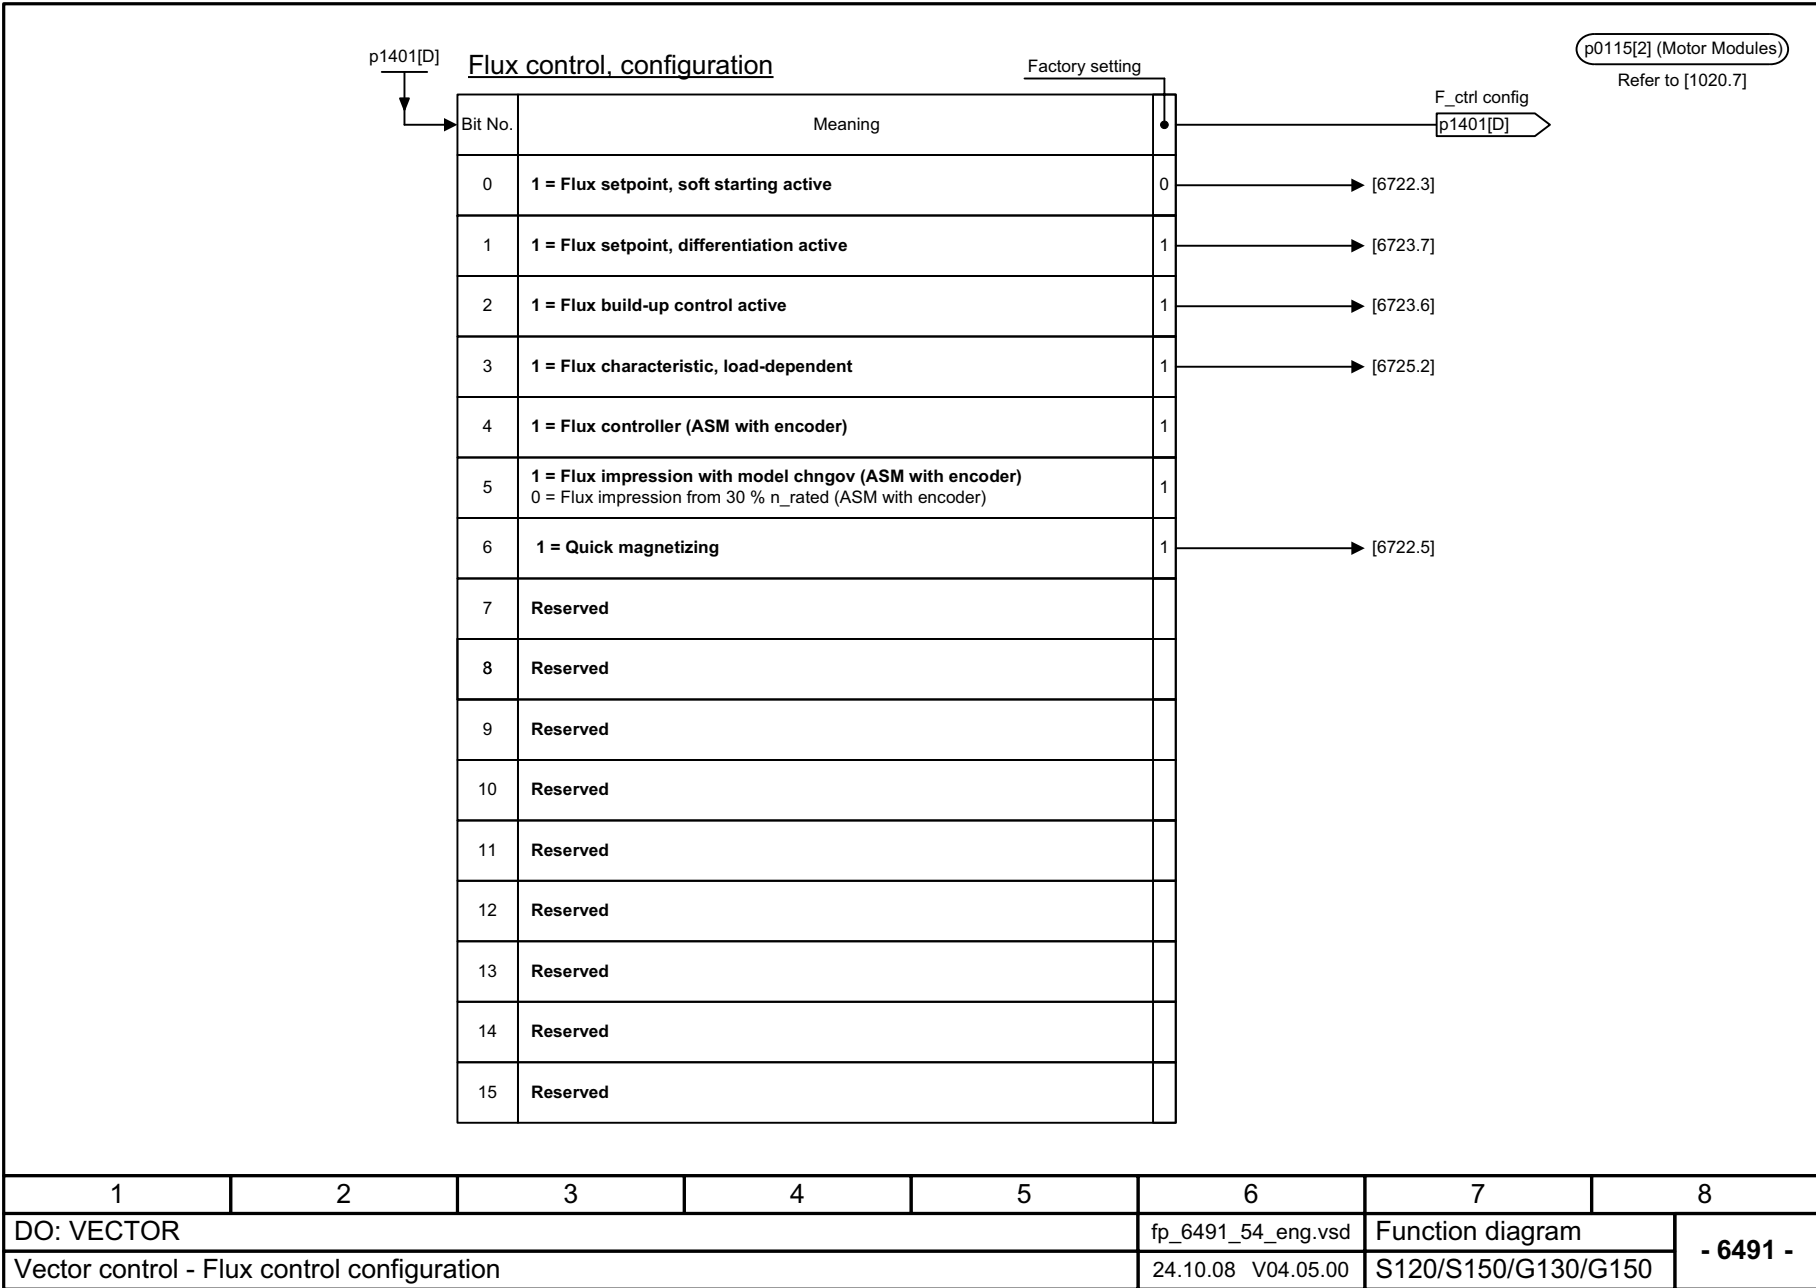 p1401[D]
Flux control, configuration
Factory setting
p0115[2] (Motor Modules)
Refer to [1020.7]
F_ctrl config
p1401[D]
Bit No. Meaning
0 1 = Flux setpoint, soft starting active 0 [6722.3]
1 1 = Flux setpoint, differentiation active 1 [6723.7]
2 1 = Flux build-up control active 1 [6723.6]
3 1 = Flux characteristic, load-dependent 1 [6725.2]
4 1 = Flux controller (ASM with encoder) 1
5 1 = Flux impression with model chngov (ASM with encoder) 1
0 = Flux impression from 30 % n_rated (ASM with encoder)
6 1 = Quick magnetizing 1 [6722.5]
7 Reserved
8 Reserved
9 Reserved
10 Reserved
11 Reserved
12 Reserved
13 Reserved
14 Reserved
15 Reserved
1 2 3 4 5 6 7 8
DO: VECTOR fp_6491_54_eng.vsd Function diagram
- 6491 -
Vector control - Flux control configuration 24.10.08 V04.05.00 S120/S150/G130/G150